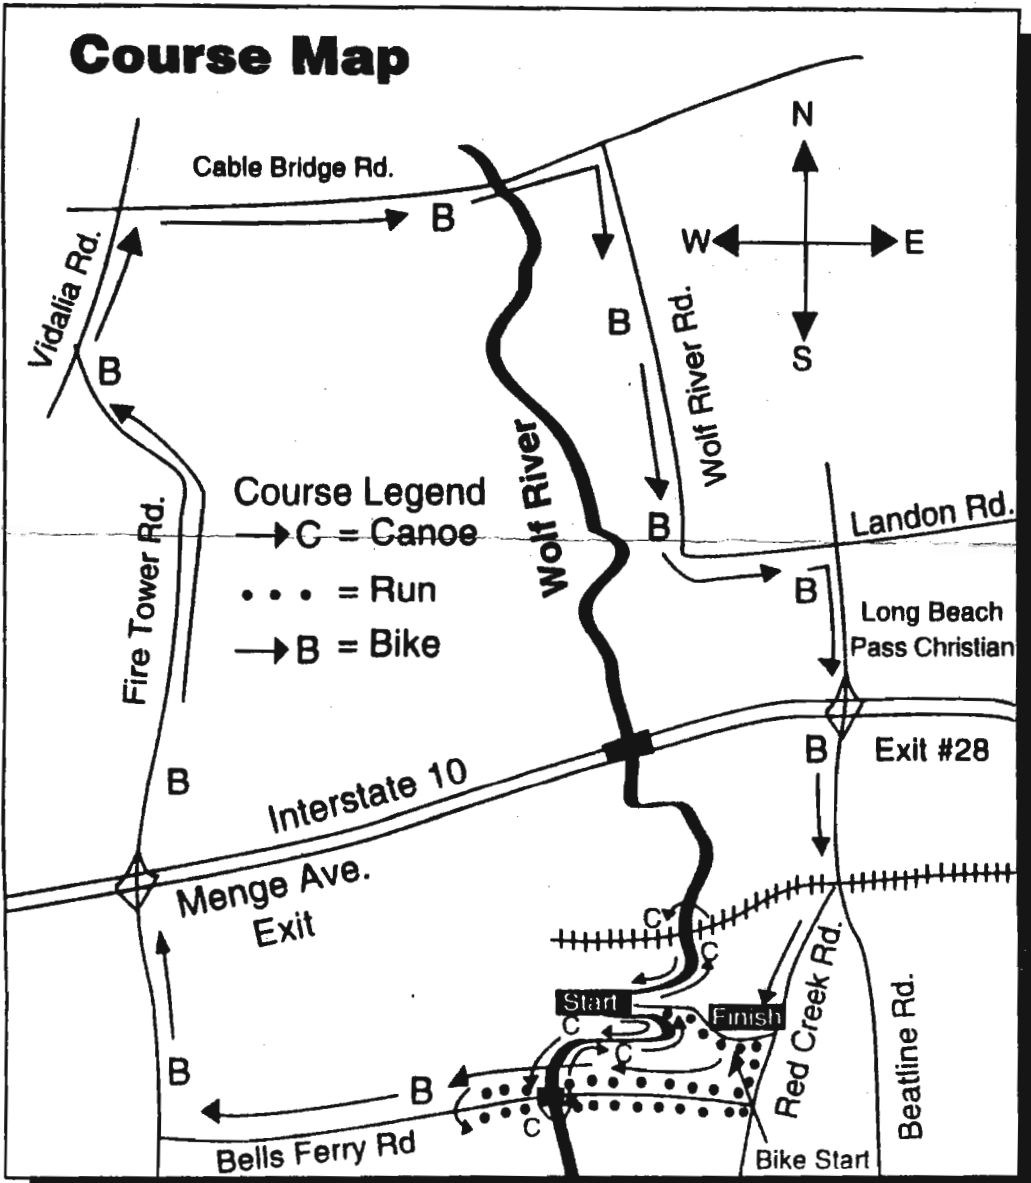 Course Map
N
Cable Bridge Rd.
B
W
E
Vidalia Rd.
S
B
B
Wolf River Rd.
Wolf River
Course Legend
C = Canoe
B
Landon Rd.
Fire Tower Rd.
= Run
B
Long Beach
B = Bike
Pass Christian
B
Exit #28
B
Interstate 10
Menge Ave.
Exit
C
C
Start
Finish
C
C
Red Creek Rd.
Beatline Rd.
B
B
C
Bells Ferry Rd
Bike Start